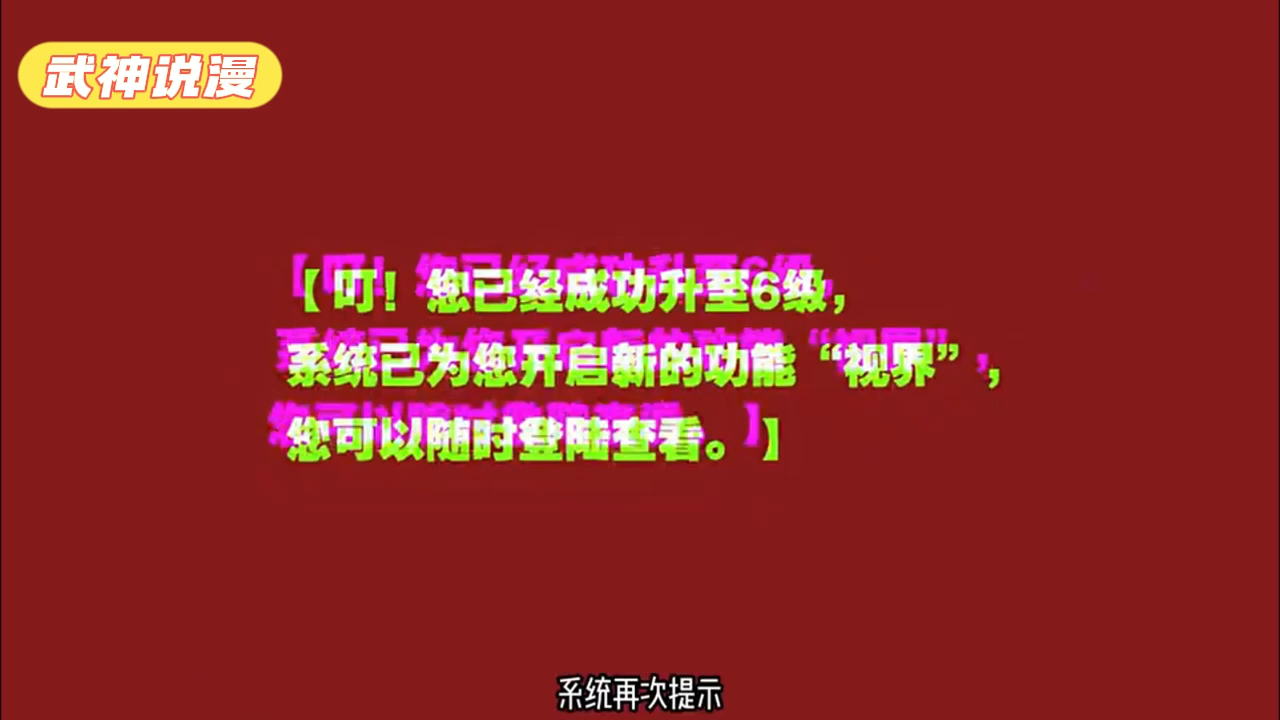 武神说漫
【叮！您已经成功升至6级，
系统已为您开启新的功能“视界”，
您可以随时登陆查看。】
系统再次提示